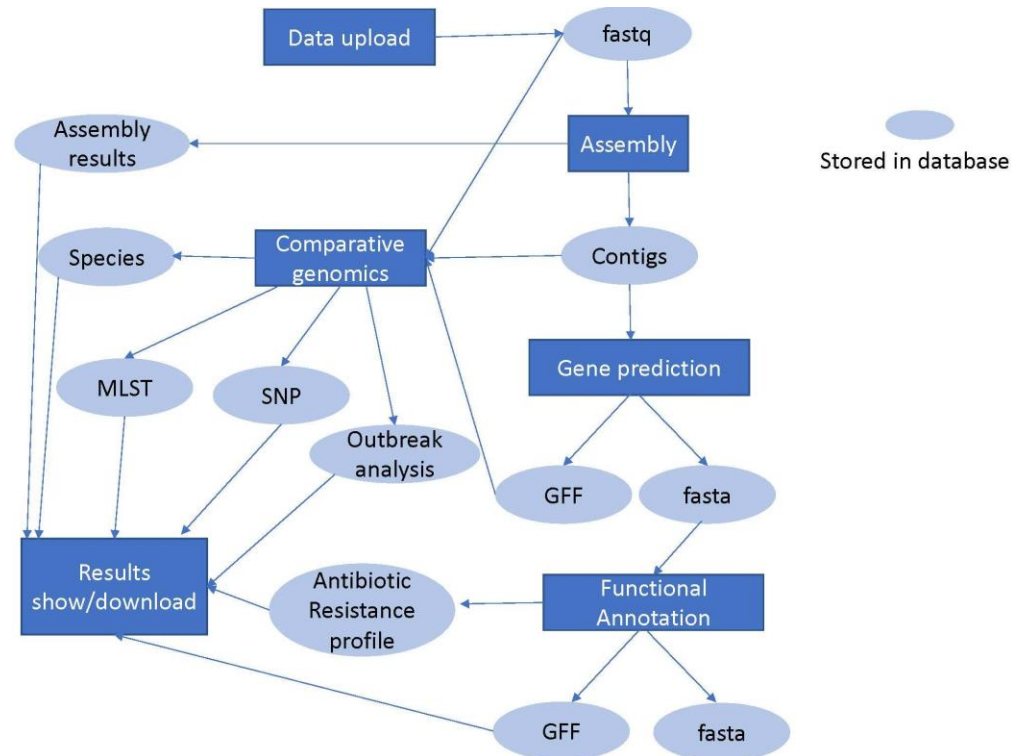 Data upload
fastq
Assembly
results
Assembly
Stored in database
Species
Comparative
genomics
Contigs
MLST
SNP
Gene prediction
Outbreak
analysis
GFF
fasta
Results
show/download
Antibiotic
Resistance
profile
Functional
Annotation
GFF
fasta